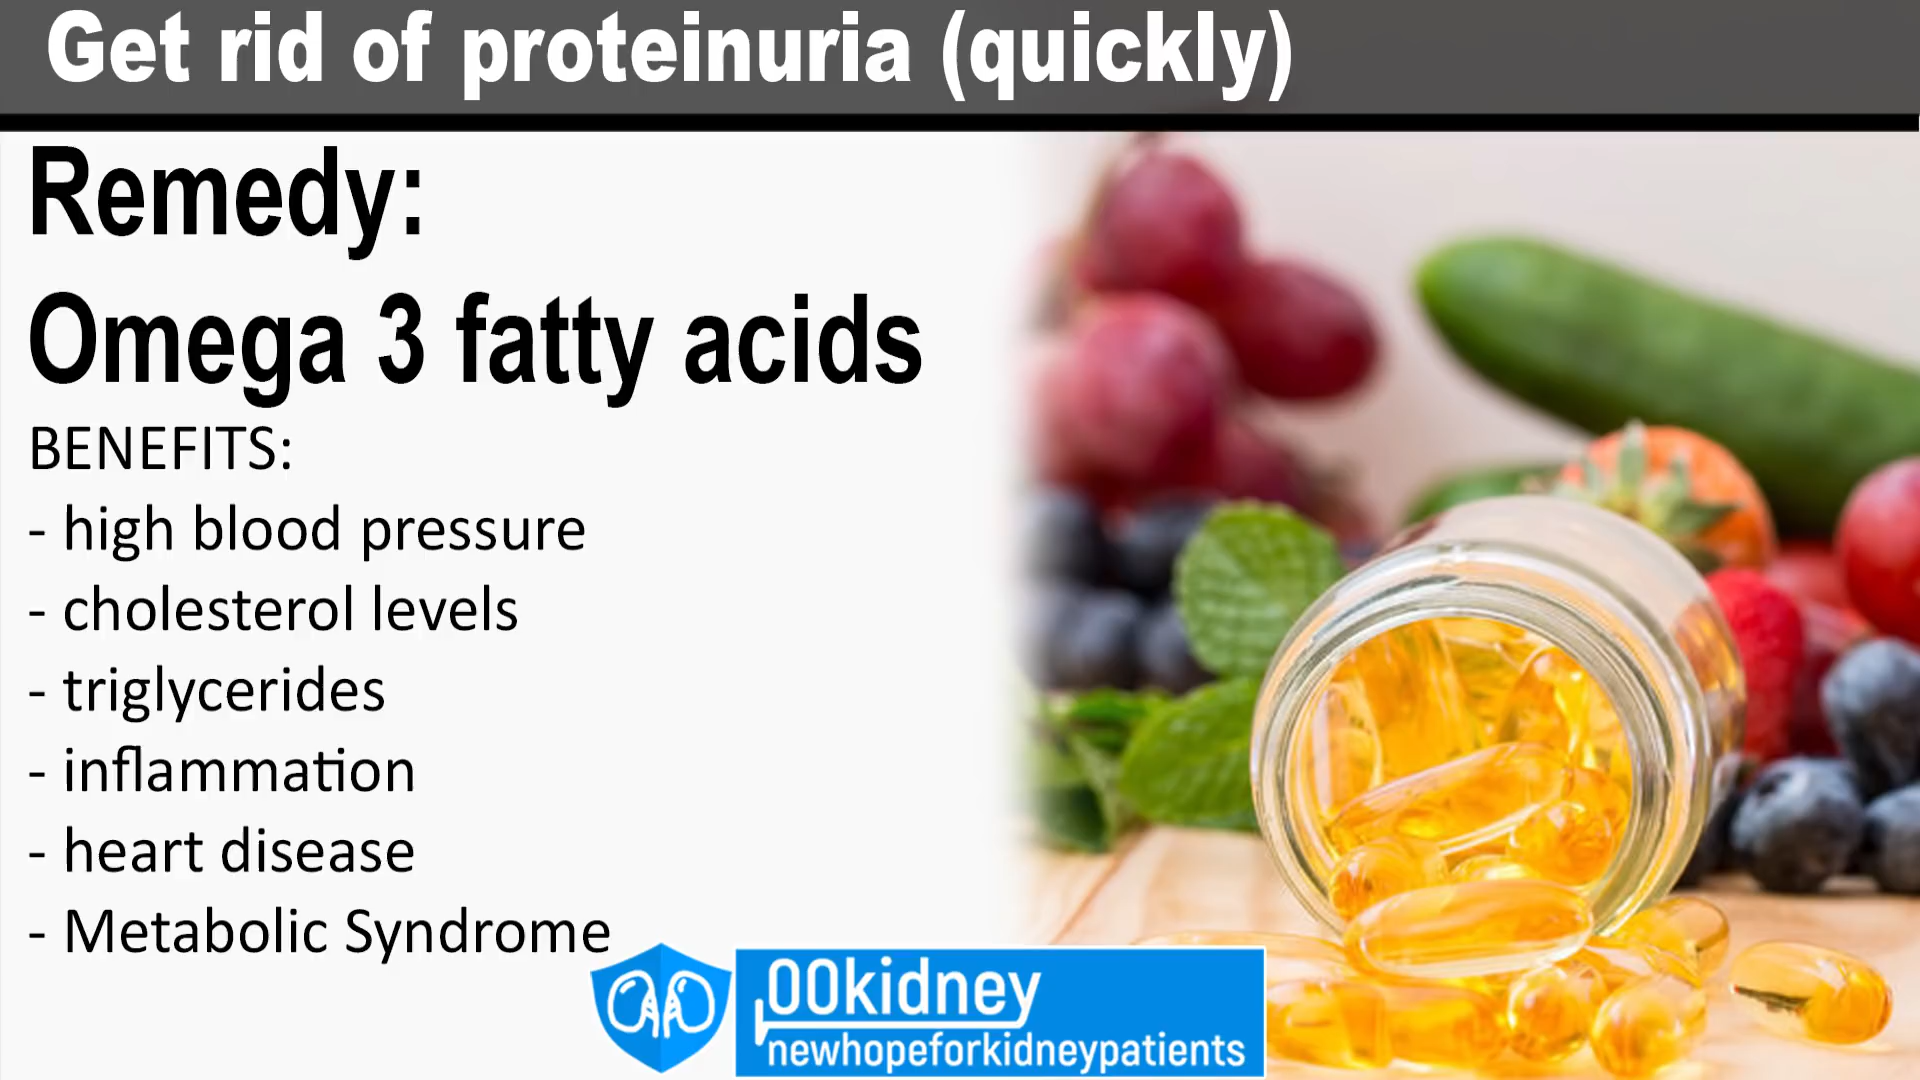 Get rid of proteinuria (quickly)
Remedy:
Omega 3 fatty acids
BENEFITS:
- high blood pressure
- cholesterol levels
- triglycerides
- inflammation
- heart disease
- Metabolic Syndrome
00kidney
newhopeforkidneypatients